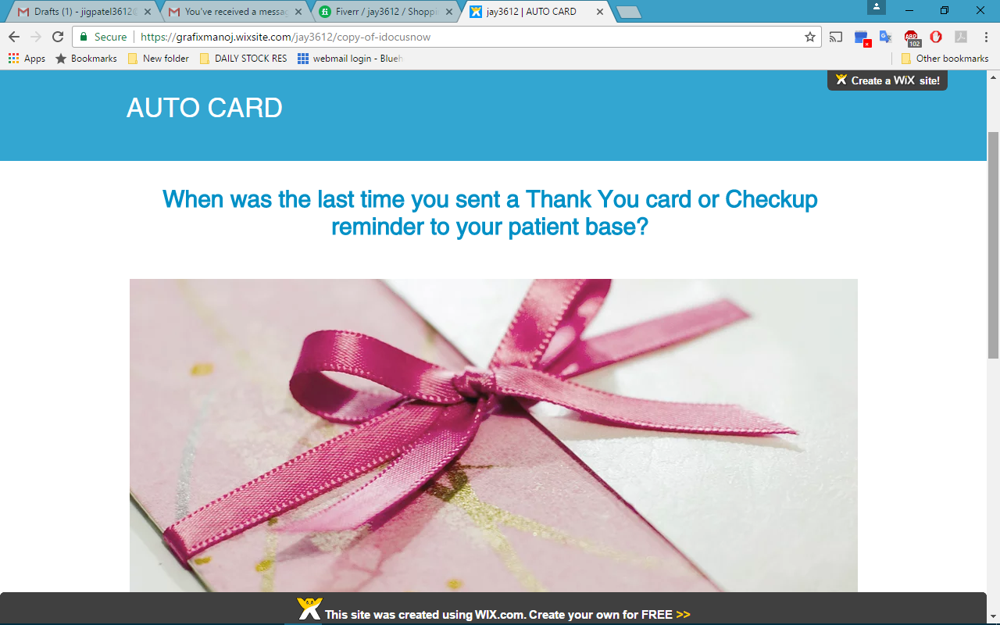 Drafts (1) - jigpatel3612@
You've received a messag
Fiverr / jay3612 / Shoppi
jay3612 | AUTO CARD
Secure
https://grafixmanoj.wixsite.com/jay3612/copy-of-idocusnow
ABP
102
Apps
Bookmarks
New folder
DAILY STOCK RES
webmail login - Blueh
Other bookmarks
Create a WiX site!
AUTO CARD
When was the last time you sent a Thank You card or Checkup
reminder to your patient base?
This site was created using WIX.com. Create your own for FREE >>